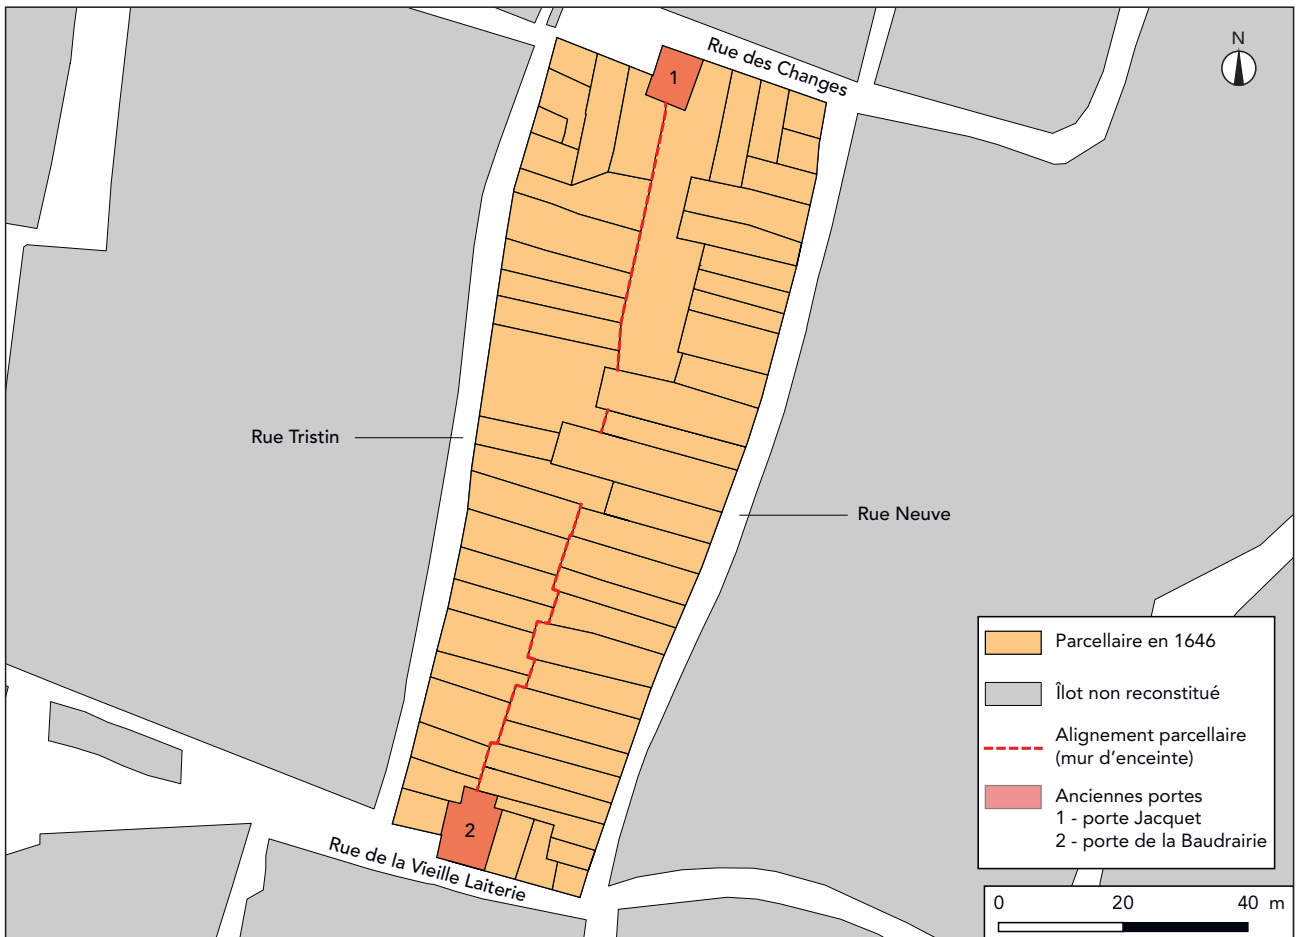 N
Rue des Changes
1
Rue Tristin
Rue Neuve
2
Rue de la Vieille Laiterie
Parcellaire en 1646
Îlot non reconstitué
Alignement parcellaire
(mur d'enceinte)
Anciennes portes
1 - porte Jacquet
2 - porte de la Baudrairie
0 20 40 m